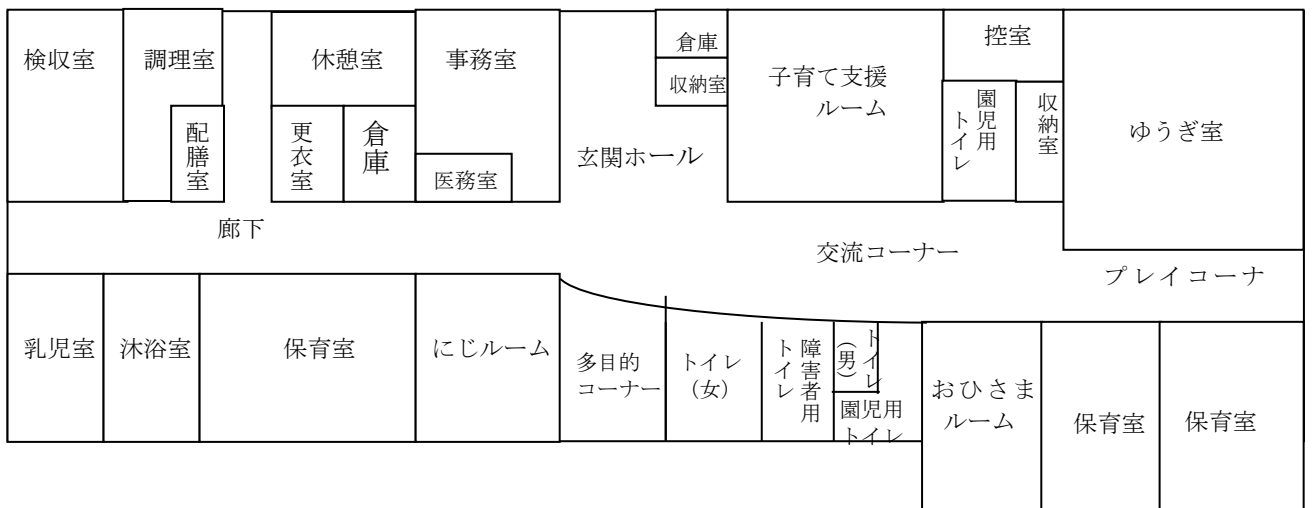 検収室
調理室
配膳室
休憩室
更衣室
倉庫
事務室
医務室
玄関ホール
倉庫
収納室
子育て支援
ルーム
控室
園児用
トイレ
収納室
ゆうぎ室
廊下
交流コーナー
プレイコーナ
乳児室
沐浴室
保育室
にじルーム
多目的
コーナー
トイレ
（女）
障害者用
トイレ
トイレ
（男）
園児用
トイレ
おひさま
ルーム
保育室
保育室